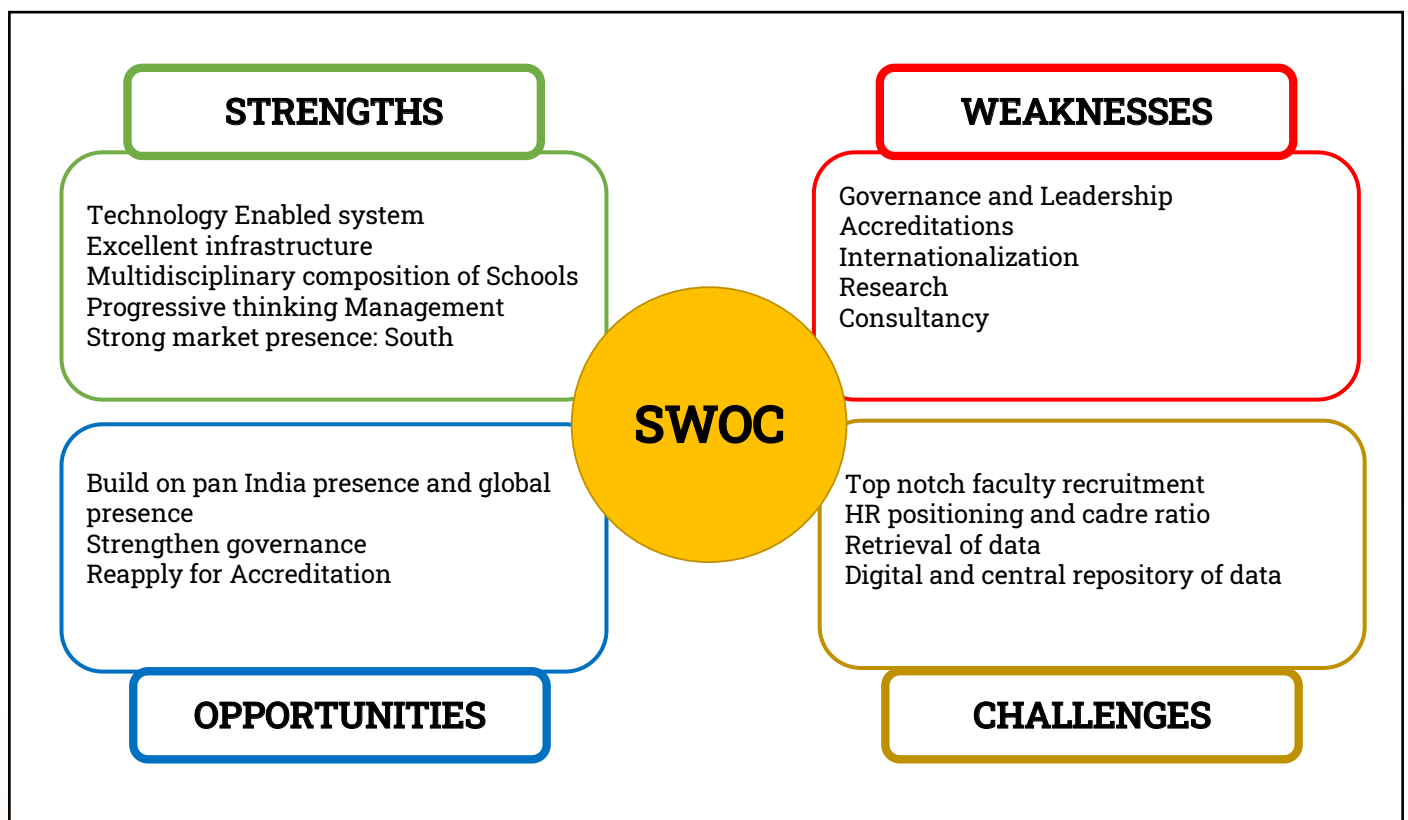 STRENGTHS
Technology Enabled system
Excellent infrastructure
Multidisciplinary composition of Schools
Progressive thinking Management
Strong market presence: South
WEAKNESSES
Governance and Leadership
Accreditations
Internationalization
Research
Consultancy
SWOC
Build on pan India presence and global
presence
Strengthen governance
Reapply for Accreditation
OPPORTUNITIES
Top notch faculty recruitment
HR positioning and cadre ratio
Retrieval of data
Digital and central repository of data
CHALLENGES